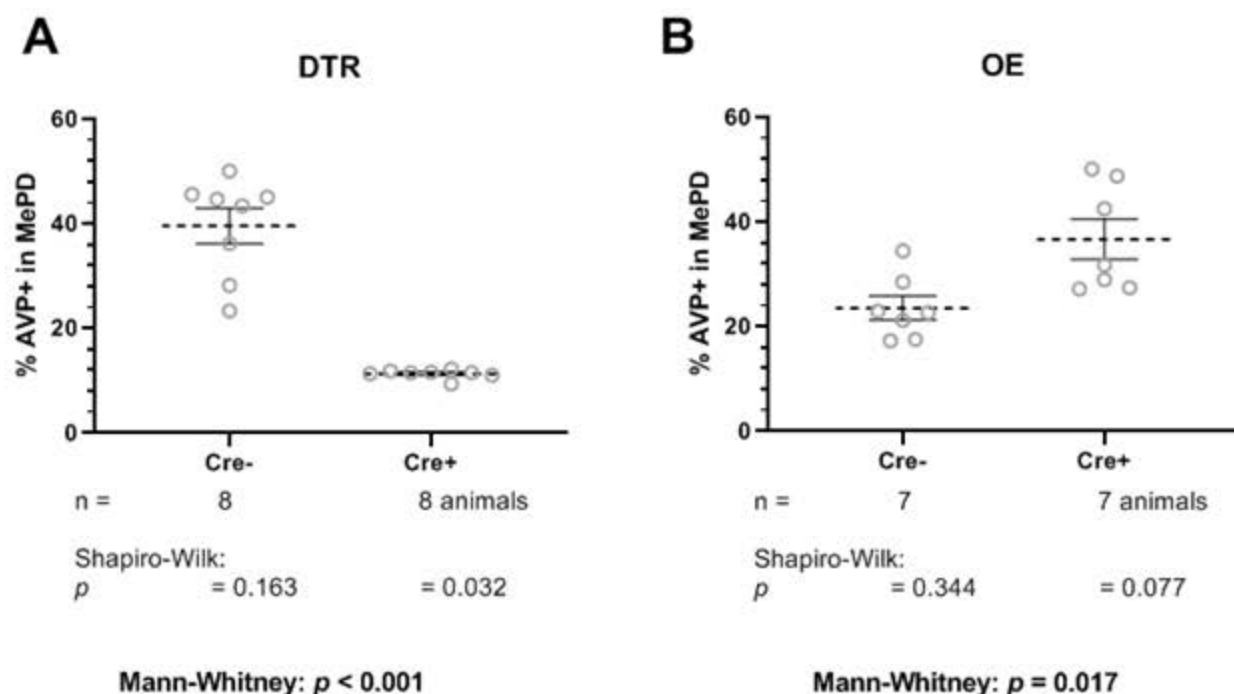 A
DTR
% AVP+ in MePD
60
40
20
0
Cre- Cre+
n = 8 8 animals
Shapiro-Wilk:
p = 0.163 = 0.032
Mann-Whitney: p < 0.001
B
OE
% AVP+ in MePD
60
40
20
0
Cre- Cre+
n = 7 7 animals
Shapiro-Wilk:
p = 0.344 = 0.077
Mann-Whitney: p = 0.017